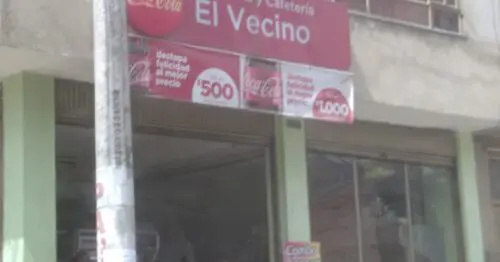 y Cafetería
El Vecino
destapa
felicidad
al mejor
precio
$500
Coca-Cola
destapa
felicidad
al mejor
precio
$1.000